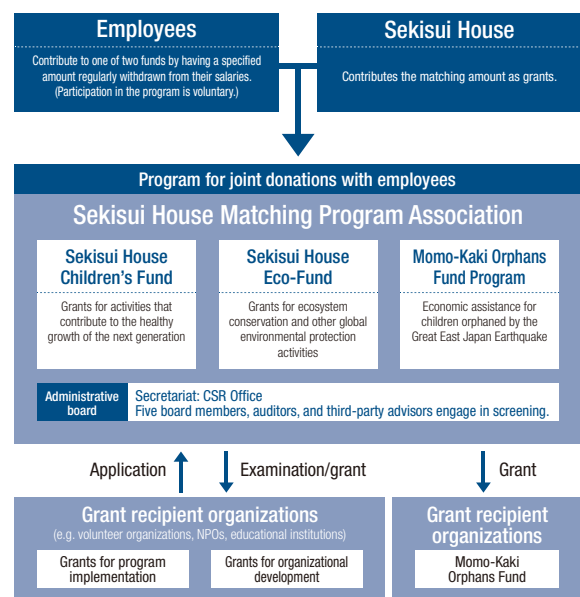 Employees
Contribute to one of two funds by having a specified
amount regularly withdrawn from their salaries.
(Participation in the program is voluntary.)
Sekisui House
Contributes the matching amount as grants.
Program for joint donations with employees
Sekisui House Matching Program Association
Sekisui House
Children's Fund
Grants for activities that
contribute to the healthy
growth of the next generation
Sekisui House
Eco-Fund
Grants for ecosystem
conservation and other global
environmental protection
activities
Momo-Kaki Orphans
Fund Program
Economic assistance for
children orphaned by the
Great East Japan Earthquake
Administrative
board
Secretariat: CSR Office
Five board members, auditors, and third-party advisors engage in screening.
Application
Examination/grant
Grant
Grant recipient organizations
(e.g. volunteer organizations, NPOs, educational institutions)
Grants for program
implementation
Grants for organizational
development
Grant recipient
organizations
Momo-Kaki
Orphans Fund